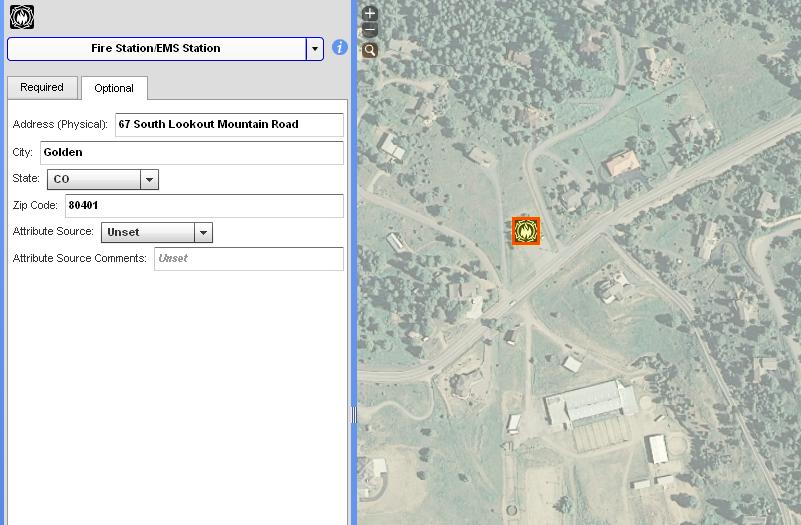 Fire Station/EMS Station
i
Required
Optional
Address (Physical): 67 South Lookout Mountain Road
City: Golden
State: CO
Zip Code: 80401
Attribute Source: Unset
Attribute Source Comments: Unset